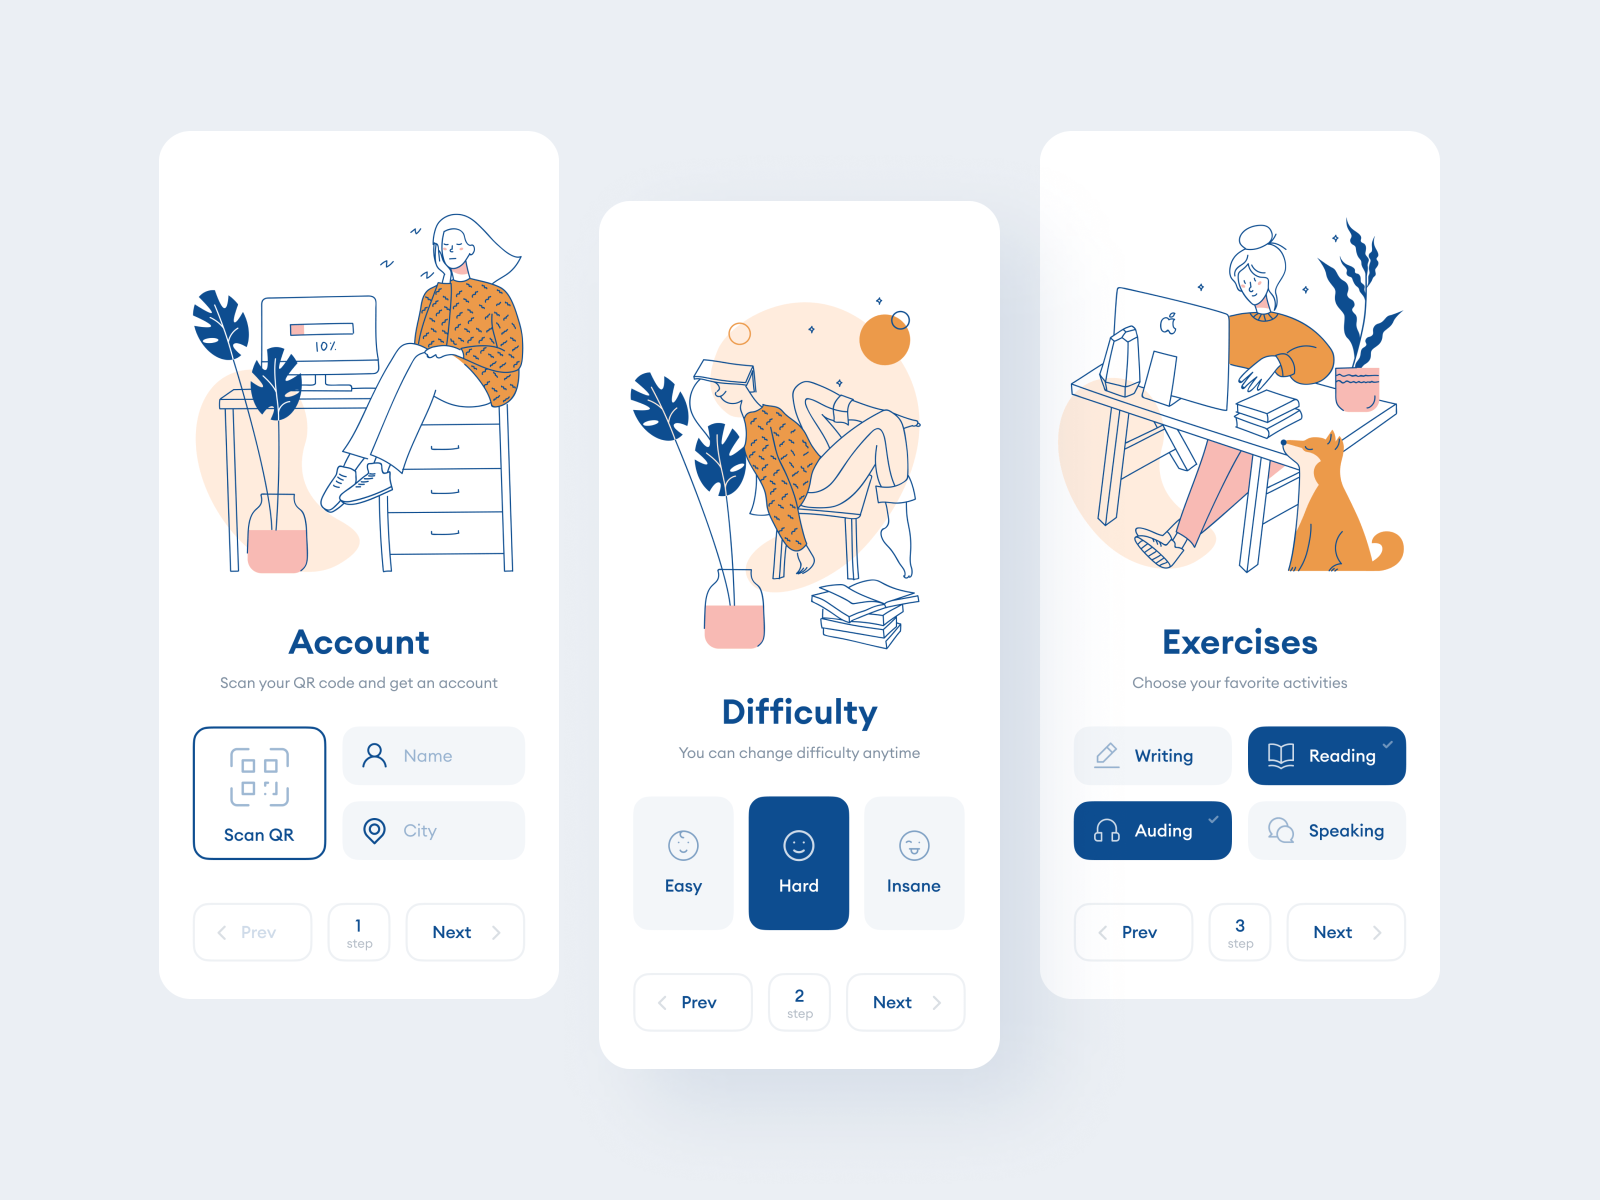 10%
Account
Scan your QR code and get an account
Scan QR
Name
City
Prev
1
step
Next
Difficulty
You can change difficulty anytime
Easy
Hard
Insane
Prev
2
step
Next
Exercises
Choose your favorite activities
Writing
Reading
Auding
Speaking
Prev
3
step
Next